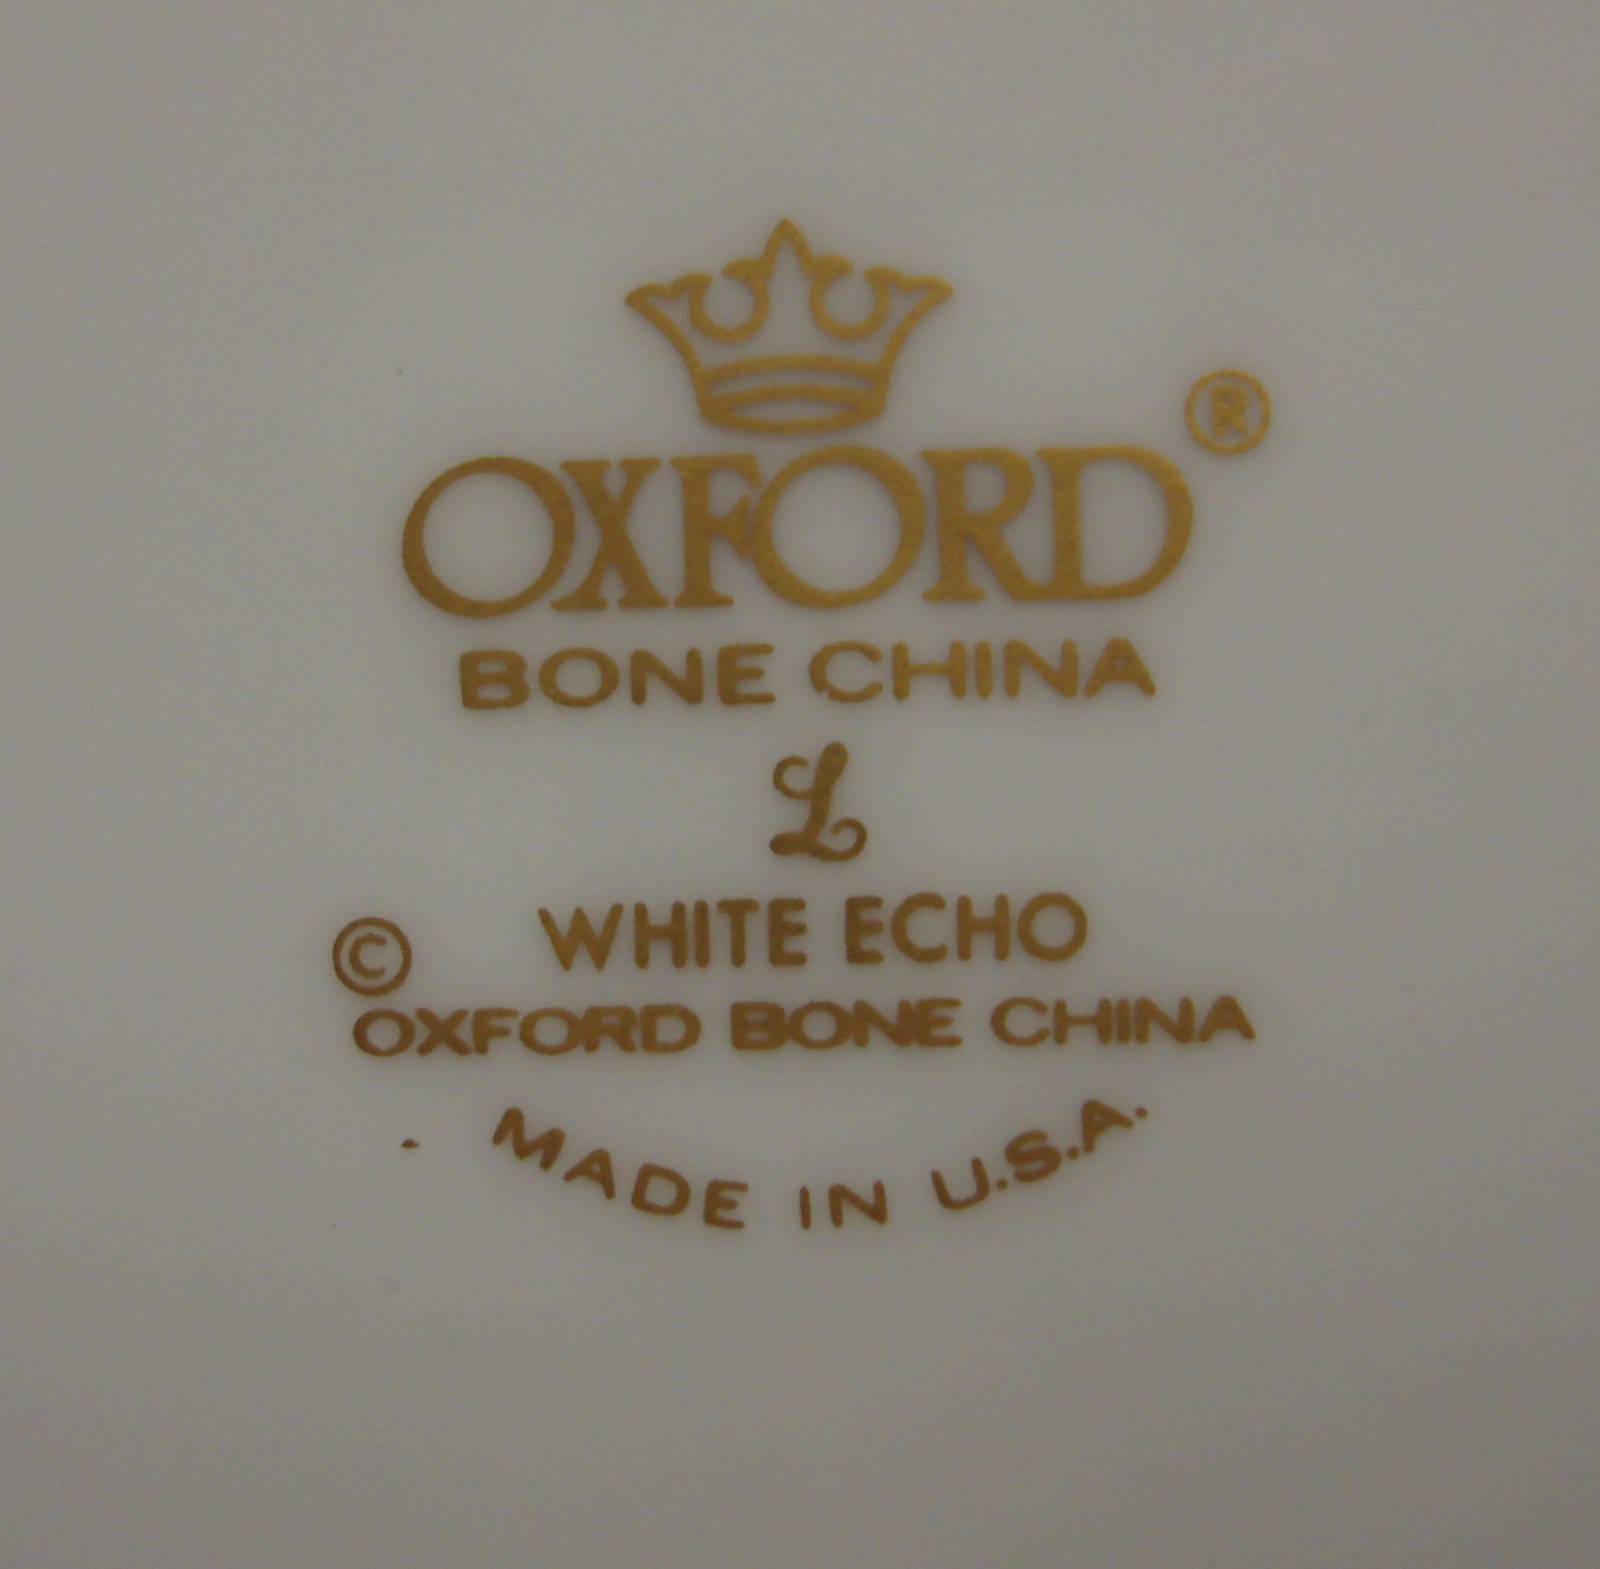 OXFORD ®
BONE CHINA
L
WHITE ECHO
© OXFORD BONE CHINA
MADE IN U.S.A.